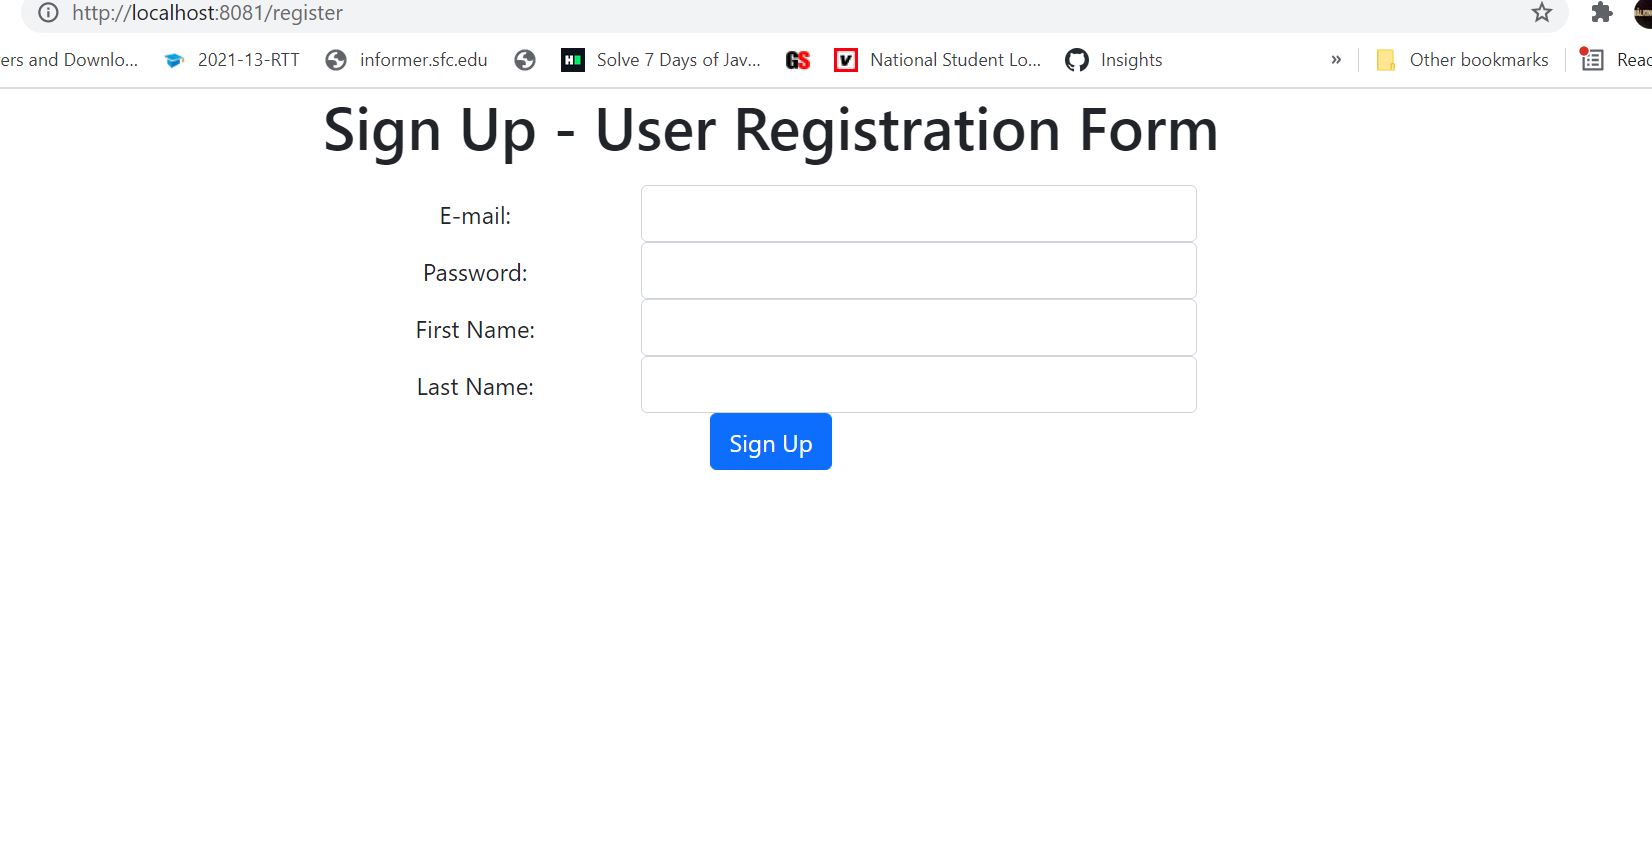 http://localhost:8081/register
ers and Downlo... 2021-13-RTT informer.sfc.edu Solve 7 Days of Jav... GS V National Student Lo... Insights » Other bookmarks Reac
Sign Up - User Registration Form
E-mail:
Password:
First Name:
Last Name:
Sign Up